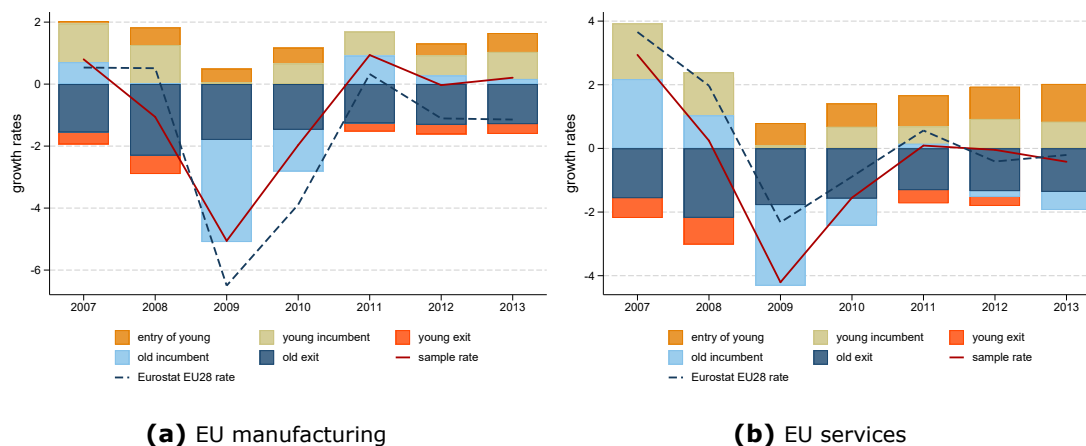 growth rates
2
0
-2
-4
-6
2007 2008 2009 2010 2011 2012 2013
entry of young young incumbent young exit
old incumbent old exit sample rate
Eurostat EU28 rate
(a) EU manufacturing
growth rates
4
2
0
-2
-4
2007 2008 2009 2010 2011 2012 2013
entry of young young incumbent young exit
old incumbent old exit sample rate
Eurostat EU28 rate
(b) EU services